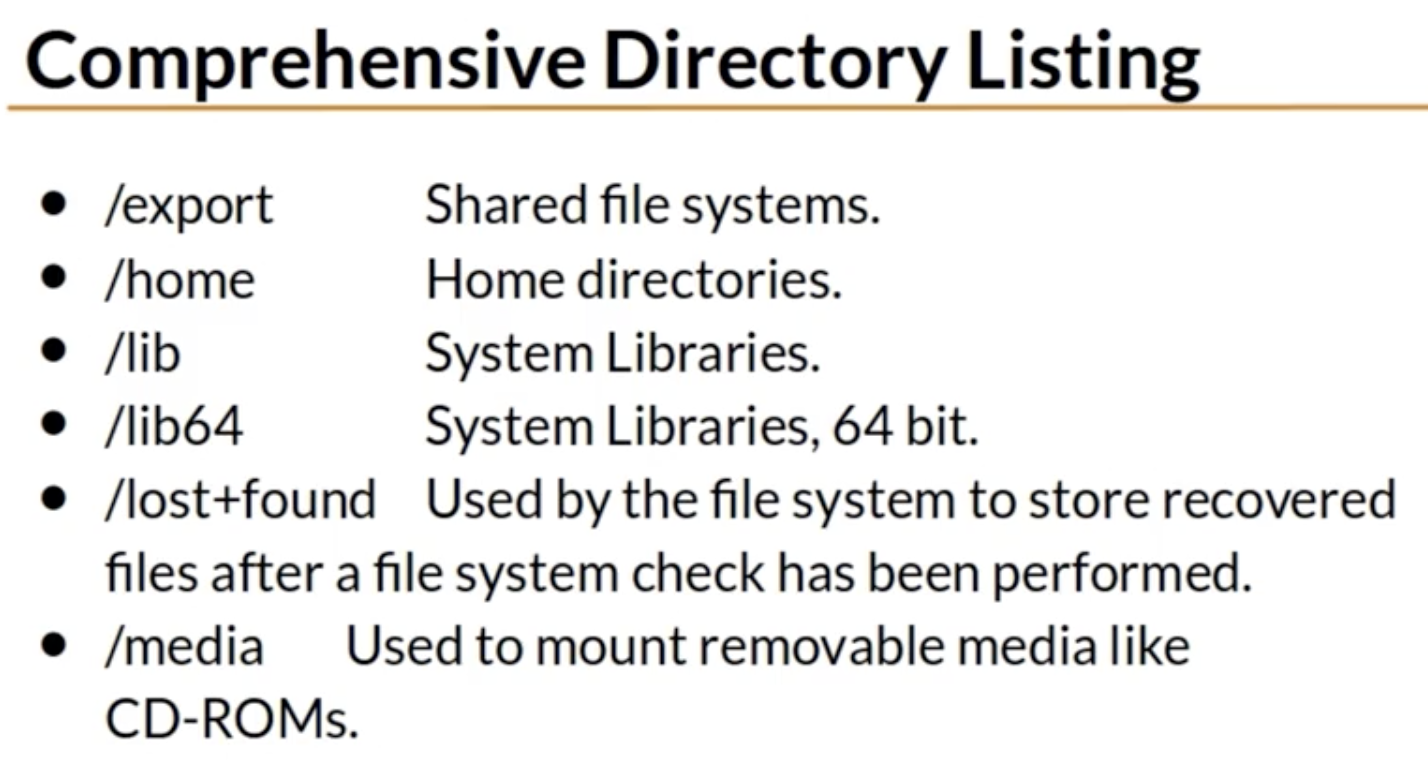 Comprehensive Directory Listing
● /export Shared file systems.
● /home Home directories.
● /lib System Libraries.
● /lib64 System Libraries, 64 bit.
● /lost+found Used by the file system to store recovered
files after a file system check has been performed.
● /media Used to mount removable media like
CD-ROMs.